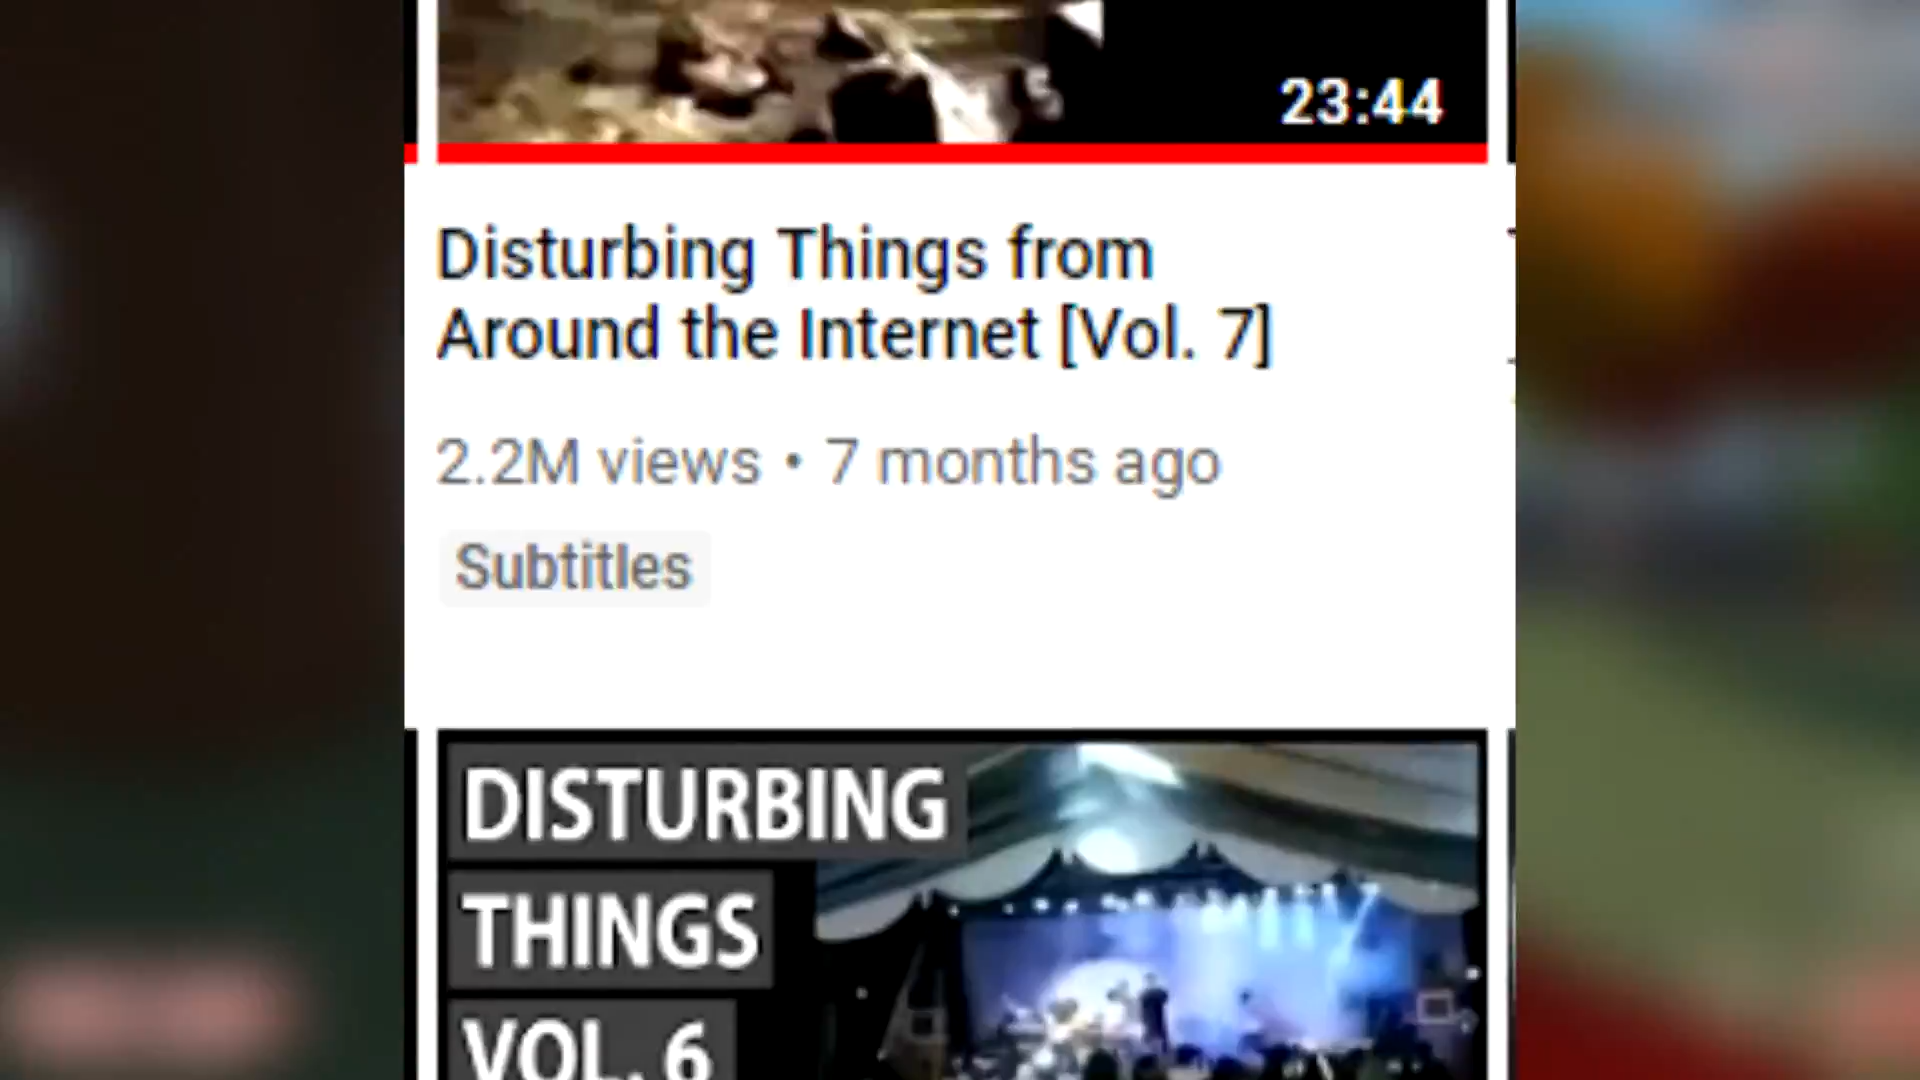 23:44
Disturbing Things from
Around the Internet [Vol. 7]
2.2M views • 7 months ago
Subtitles
DISTURBING
THINGS
VOL. 6